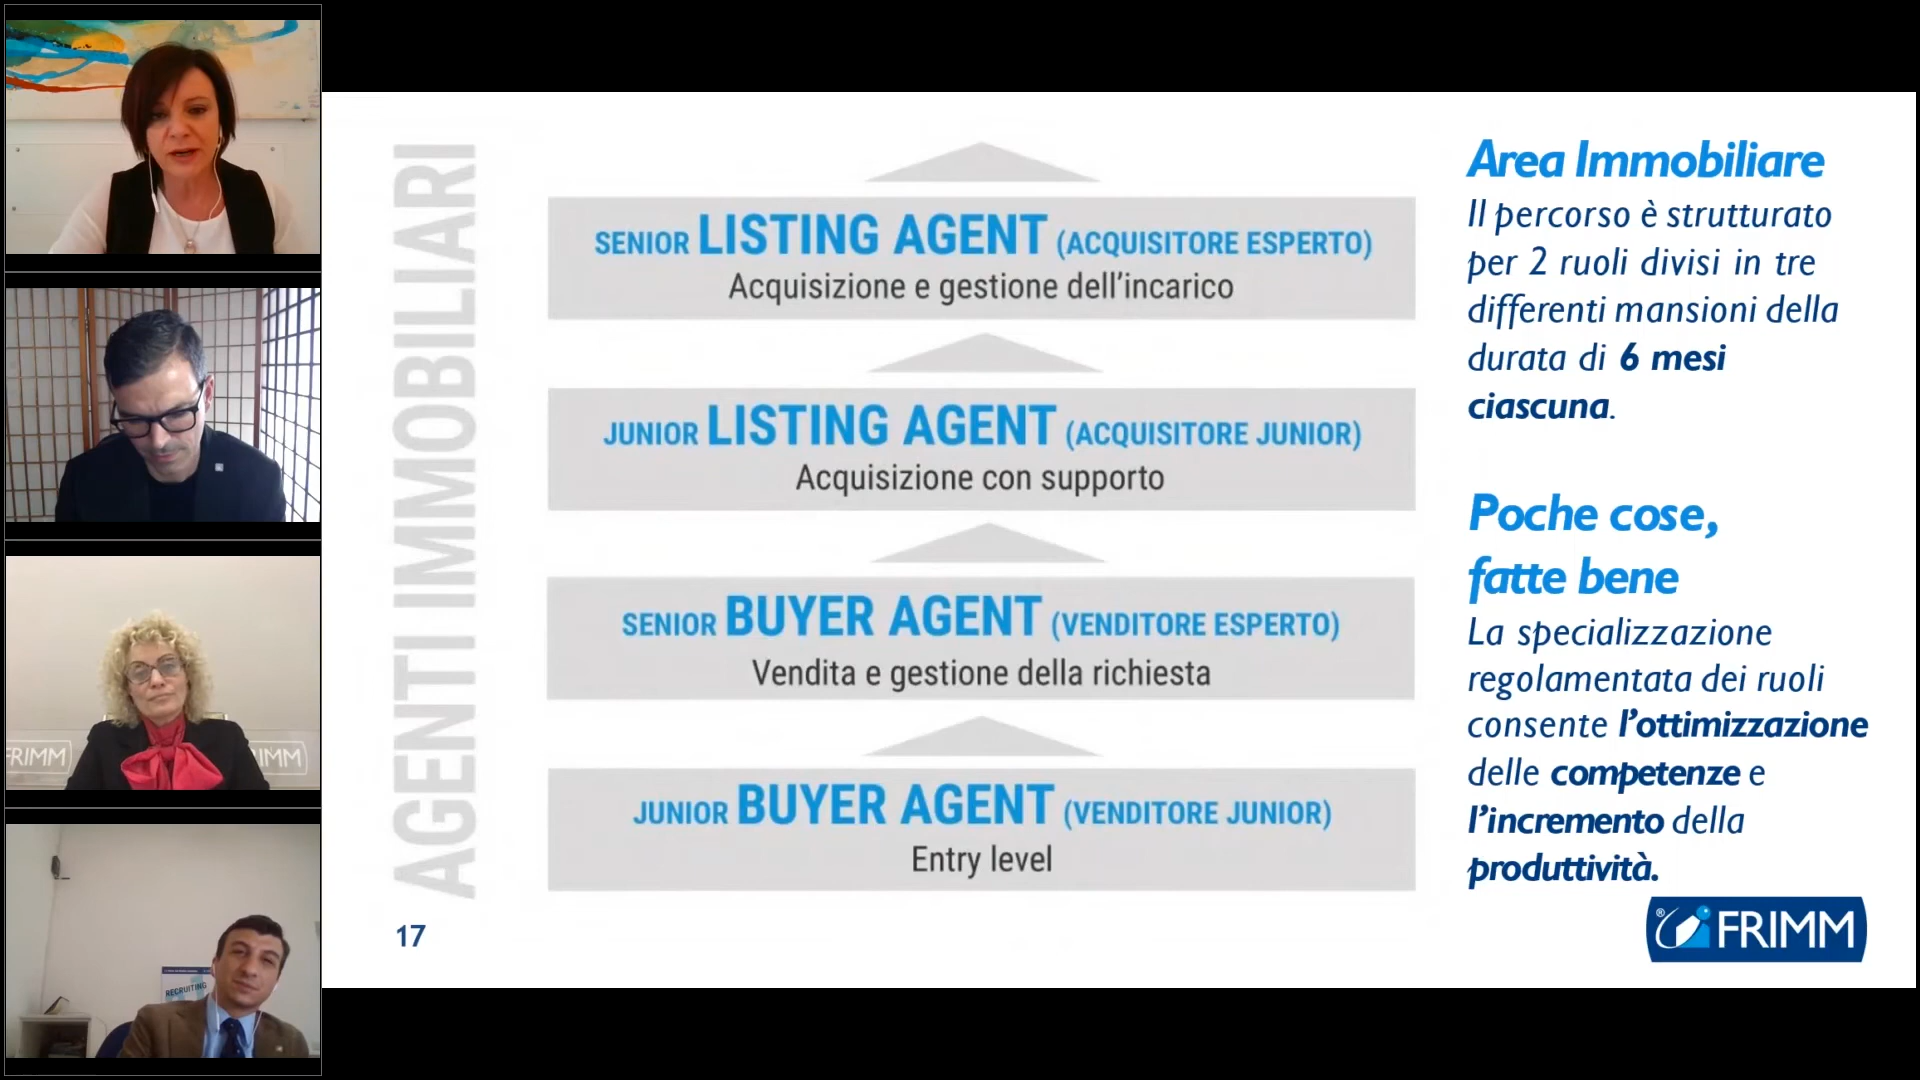 AGENTI IMMOBILIARI
SENIOR LISTING AGENT (ACQUISITORE ESPERTO)
Acquisizione e gestione dell'incarico
JUNIOR LISTING AGENT (ACQUISITORE JUNIOR)
Acquisizione con supporto
SENIOR BUYER AGENT (VENDITORE ESPERTO)
Vendita e gestione della richiesta
JUNIOR BUYER AGENT (VENDITORE JUNIOR)
Entry level
17
Area Immobiliare
Il percorso è strutturato
per 2 ruoli divisi in tre
differenti mansioni della
durata di 6 mesi
ciascuna.
Poche cose,
fatte bene
La specializzazione
regolamentata dei ruoli
consente l'ottimizzazione
delle competenze e
l'incremento della
produttività.
® FRIMM
FRIMM
RIMM
RECRUITING